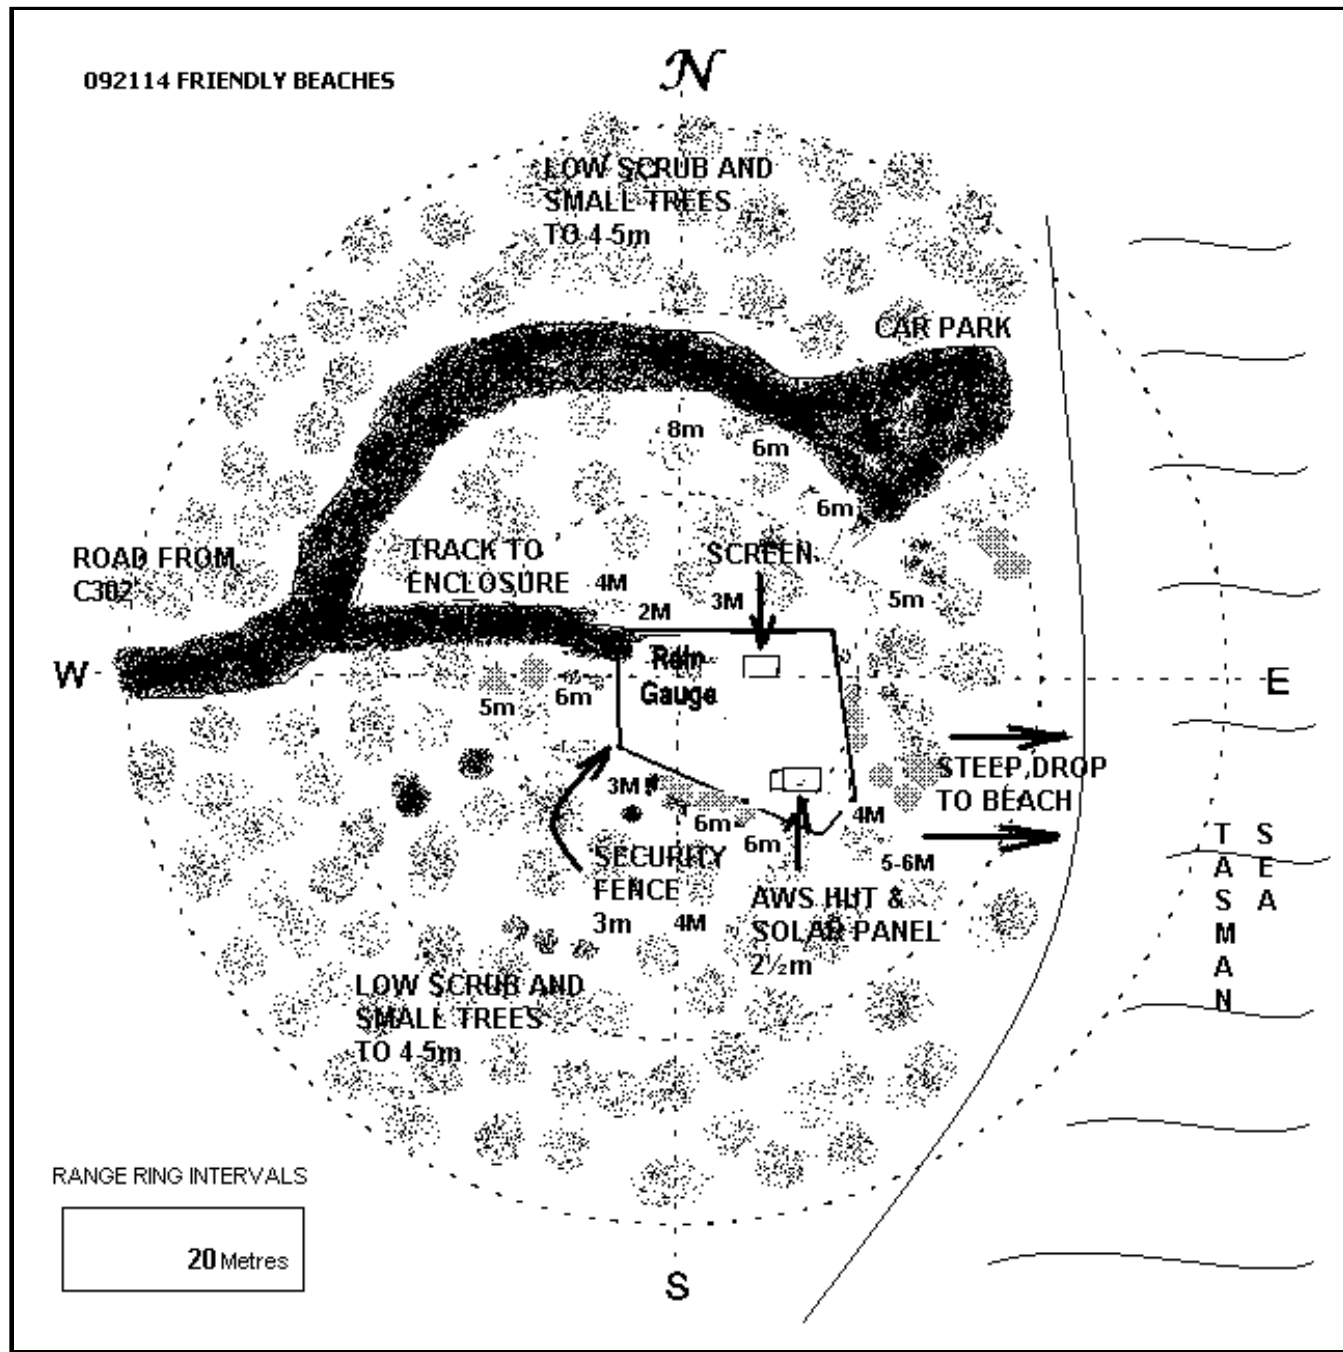 N
092114 FRIENDLY BEACHES
LOW SCRUB AND
SMALL TREES
TO 4-5m
CAR PARK
8m
6m
6m
ROAD FROM
C302
TRACK TO
ENCLOSURE
SCREEN
4M
2M
3M
5m
W
E
Rain
Gauge
5m
6m
STEEP DROP
TO BEACH
3M
6m
6m
4M
5-6M
SECURITY
FENCE
3m
4M
AWS HUT &
SOLAR PANEL
2½m
TASMAN
SEA
LOW SCRUB AND
SMALL TREES
TO 4-5m
RANGE RING INTERVALS
20 Metres
S